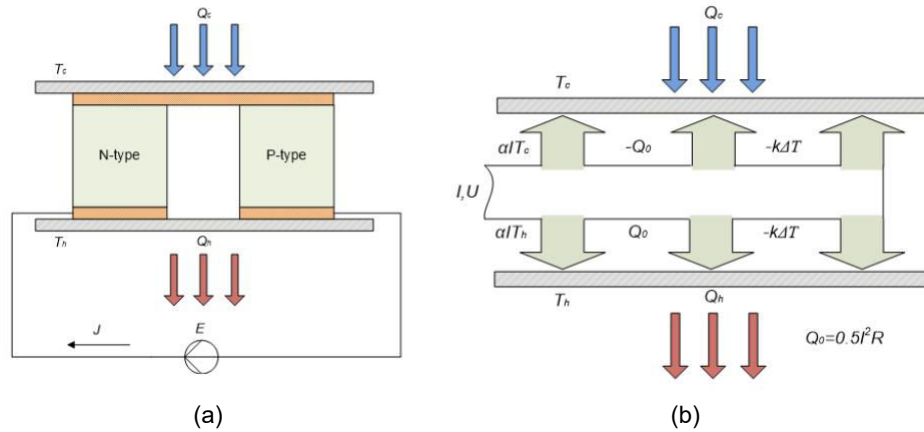 Qc
Tc
N-type
P-type
Th
Qh
J
E
(a)
Qc
Tc
αITc
-Q0
-kΔT
I,U
αITh
Q0
-kΔT
Th
Qh
Q0=0.5I²R
(b)